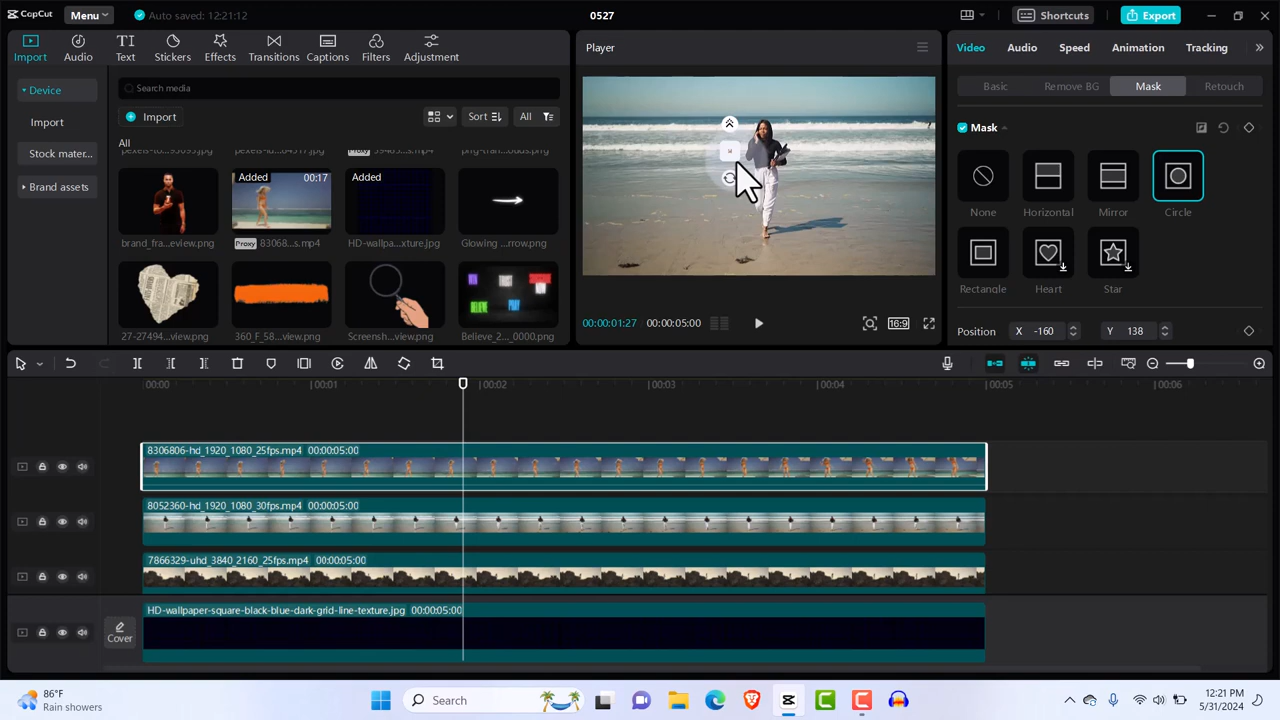 CapCut
Menu
Auto saved: 12:21:12
0527
Shortcuts
Export
Import
Audio
Text
Stickers
Effects
Transitions
Captions
Filters
Adjustment
Device
Import
Stock mater...
Brand assets
Search media
Import
Sort
All
All
brand_fra...eview.png
Added
00:17
Proxy
83068...s.mp4
Added
HD-wallpa...xture.jpg
Glowing ...rrow.png
27-27494...view.png
360_F_58...view.png
Screensh...view.png
Believe_2..._0000.png
Player
00:00:01:27
00:00:05:00
16:9
Video
Audio
Speed
Animation
Tracking
Basic
Remove BG
Mask
Retouch
Mask
None
Horizontal
Mirror
Circle
Rectangle
Heart
Star
Position
X
-160
Y
138
00:00
00:01
00:02
00:03
00:04
00:05
00:06
8306806-hd_1920_1080_25fps.mp4 00:00:05:00
8052360-hd_1920_1080_30fps.mp4 00:00:05:00
7866329-uhd_3840_2160_25fps.mp4 00:00:05:00
Cover
HD-wallpaper-square-black-blue-dark-grid-line-texture.jpg 00:00:05:00
86°F
Rain showers
Search
12:21 PM
5/31/2024